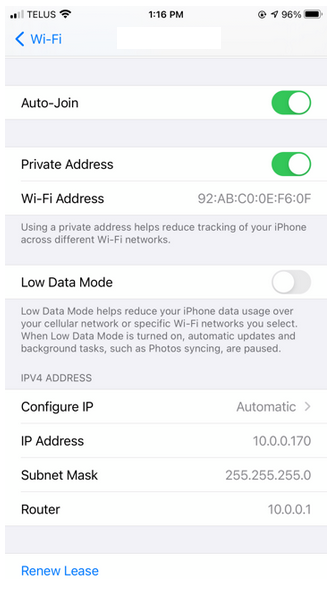 TELUS 1:16 PM 96%
Wi-Fi
Auto-Join
Private Address
Wi-Fi Address 92:AB:C0:0E:F6:0F
Using a private address helps reduce tracking of your iPhone
across different Wi-Fi networks.
Low Data Mode
Low Data Mode helps reduce your iPhone data usage over
your cellular network or specific Wi-Fi networks you select.
When Low Data Mode is turned on, automatic updates and
background tasks, such as Photos syncing, are paused.
IPV4 ADDRESS
Configure IP Automatic
IP Address 10.0.0.170
Subnet Mask 255.255.255.0
Router 10.0.0.1
Renew Lease